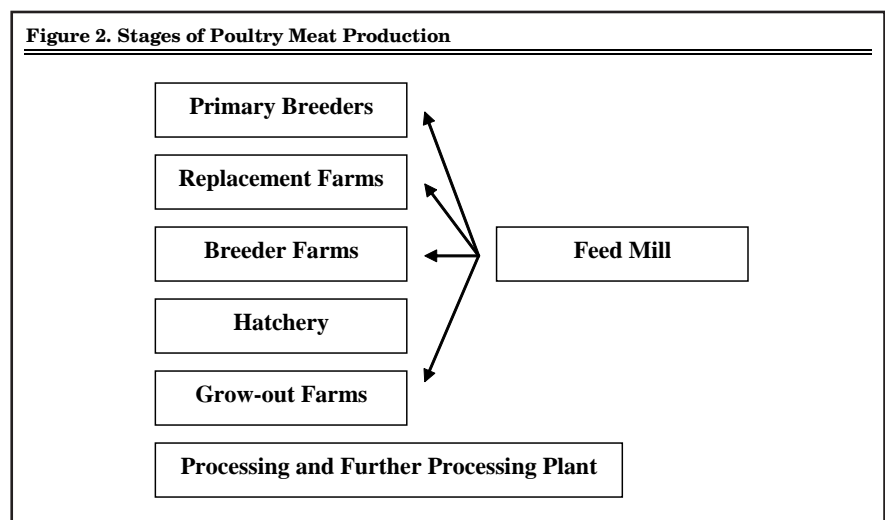 Figure 2. Stages of Poultry Meat Production
Primary Breeders
Replacement Farms
Breeder Farms
Feed Mill
Hatchery
Grow-out Farms
Processing and Further Processing Plant